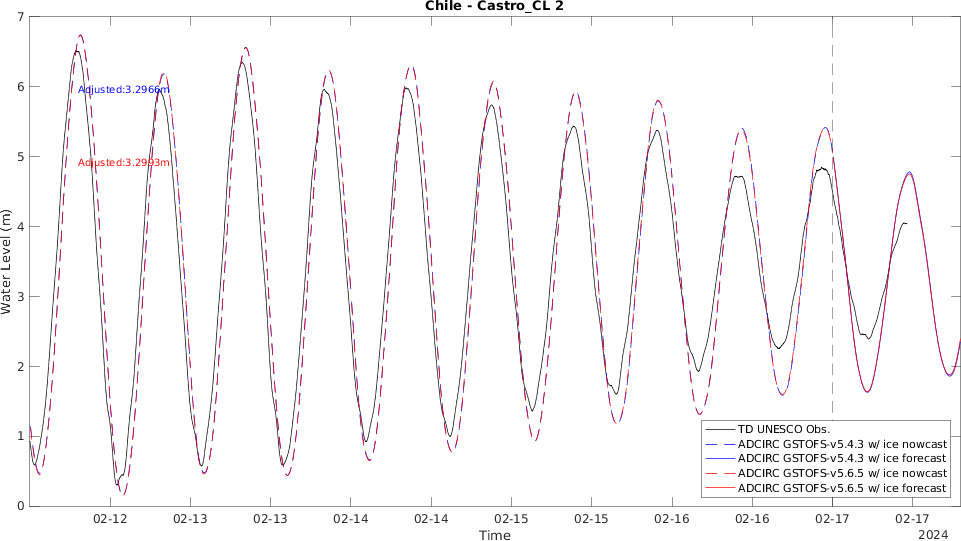 Chile - Castro_CL 2
7
6
5
4
3
2
1
0
Water Level (m)
Adjusted:3.2966m
Adjusted:3.2993m
TD UNESCO Obs.
ADCIRC GSTOFS-v5.4.3 w/ ice nowcast
ADCIRC GSTOFS-v5.4.3 w/ ice forecast
ADCIRC GSTOFS-v5.6.5 w/ ice nowcast
ADCIRC GSTOFS-v5.6.5 w/ ice forecast
02-12 02-13 02-13 02-14 02-14 02-15 02-15 02-16 02-16 02-17 02-17
Time
2024